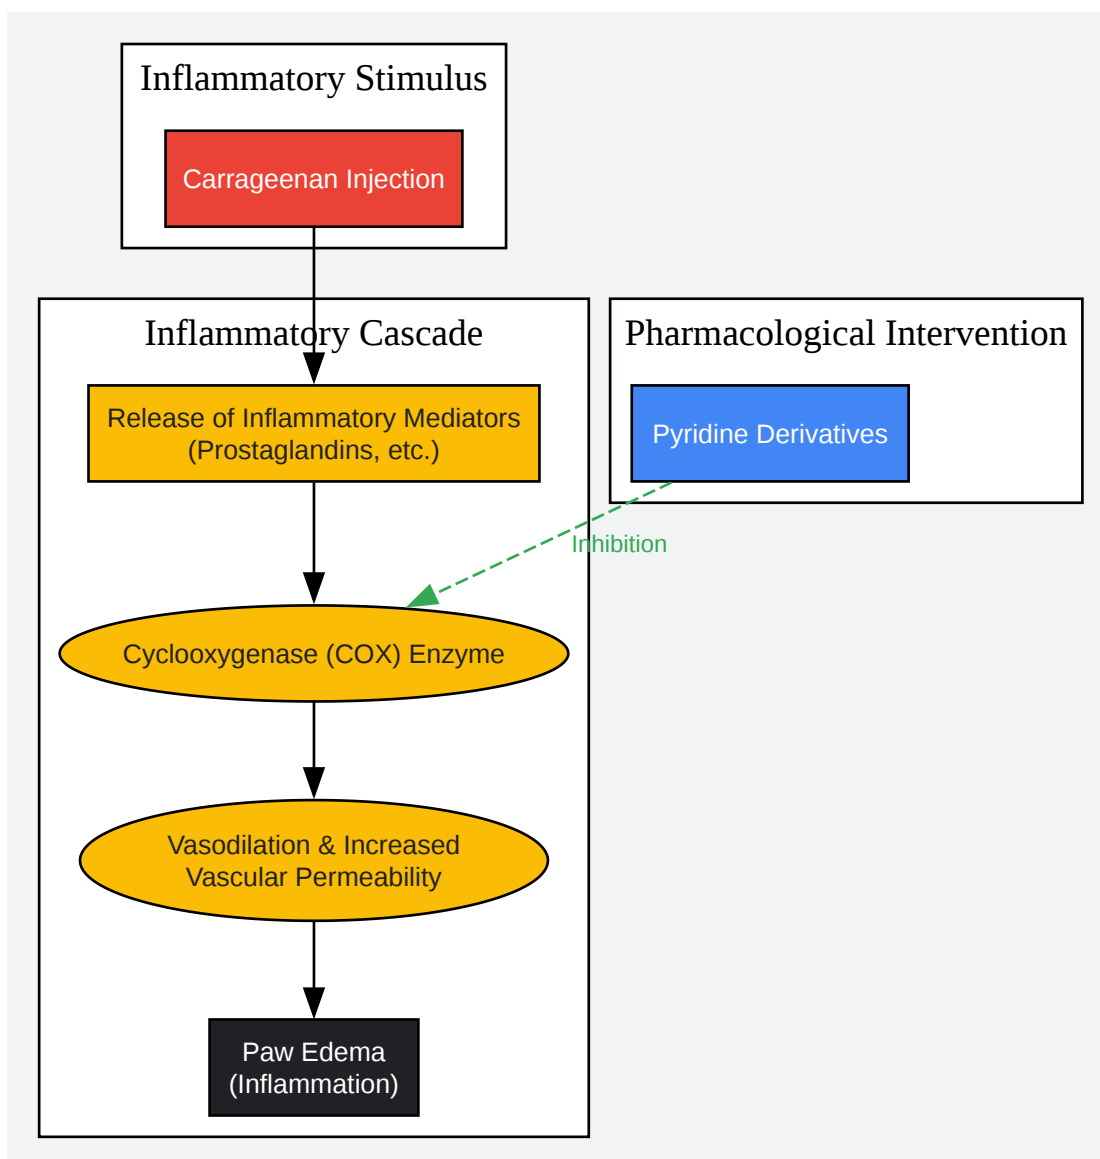 Inflammatory Stimulus
Carrageenan Injection
Inflammatory Cascade
Release of Inflammatory Mediators
(Prostaglandins, etc.)
Pharmacological Intervention
Pyridine Derivatives
Inhibition
Cyclooxygenase (COX) Enzyme
Vasodilation & Increased
Vascular Permeability
Paw Edema
(Inflammation)